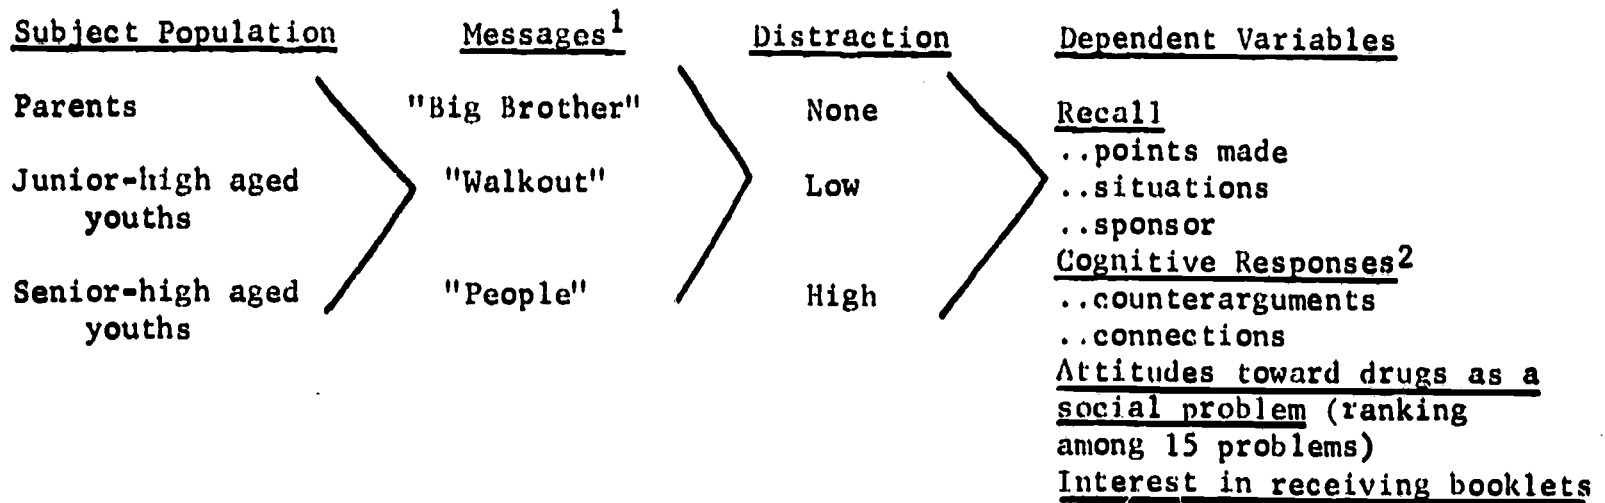 Subject Population Messages1 Distraction Dependent Variables
Parents "Big Brother" None Recall
..points made
Junior-high aged "Walkout" Low ..situations
youths ..sponsor
Cognitive Responses2
Senior-high aged "People" High ..counterarguments
youths ..connections
Attitudes toward drugs as a
social problem (ranking
among 15 problems)
Interest in receiving booklets